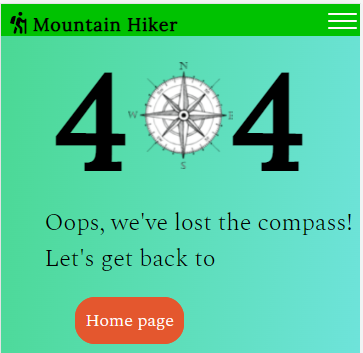 Mountain Hiker
N
4 W E 4
S
Oops, we've lost the compass!
Let's get back to
Home page